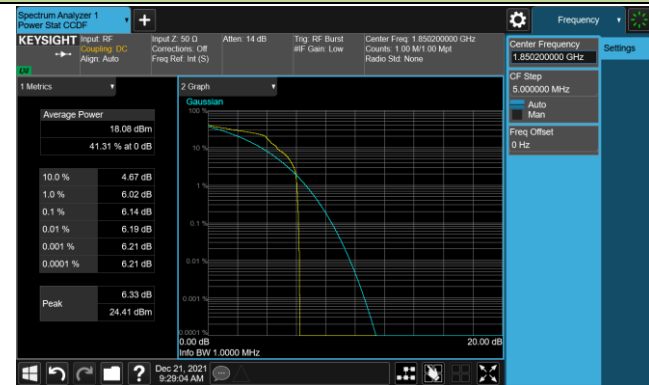 Spectrum Analyzer 1
Power Stat CCDF
+
Frequency
KEYSIGHT
Input: RF
Coupling: DC
Align: Auto
Input Z: 50 Ω
Corrections: Off
Freq Ref: Int (S)
Atten: 14 dB
Trig: RF Burst
#IF Gain: Low
Center Freq: 1.850200000 GHz
Counts: 1.00 M/1.00 Mpt
Radio Std: None
Center Frequency
1.850200000 GHz
Settings
CF Step
5.000000 MHz
Auto
Man
Freq Offset
0 Hz
1 Metrics
Average Power
18.08 dBm
41.31 % at 0 dB
10.0 % 4.67 dB
1.0 % 6.02 dB
0.1 % 6.14 dB
0.01 % 6.19 dB
0.001 % 6.21 dB
0.0001 % 6.21 dB
Peak
6.33 dB
24.41 dBm
2 Graph
Gaussian
100 %
10 %
1 %
0.1 %
0.01 %
0.001 %
0.0001 %
0.00 dB
20.00 dB
Info BW 1.0000 MHz
?
Dec 21, 2021
9:29:04 AM